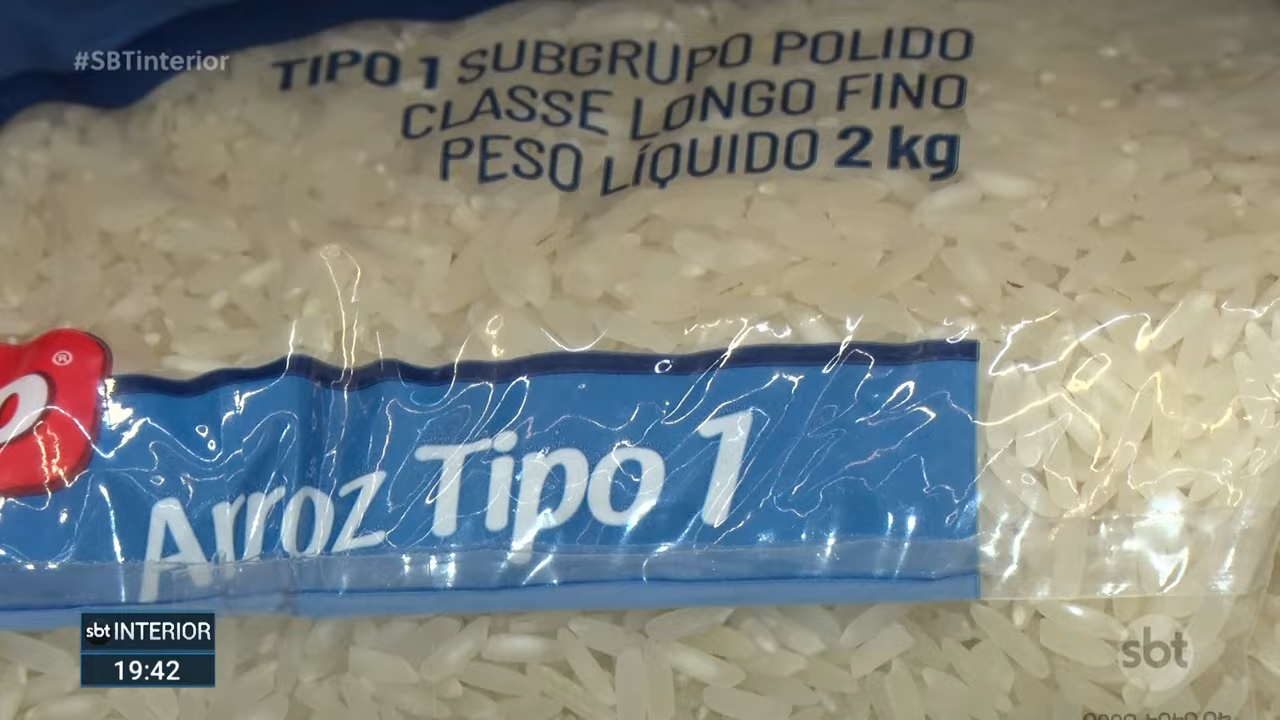 #SBTinterior
TIPO 1 SUBGRUPO POLIDO
CLASSE LONGO FINO
PESO LÍQUIDO 2 kg
®
Arroz Tipo 1
sbt INTERIOR
19:42
sbt